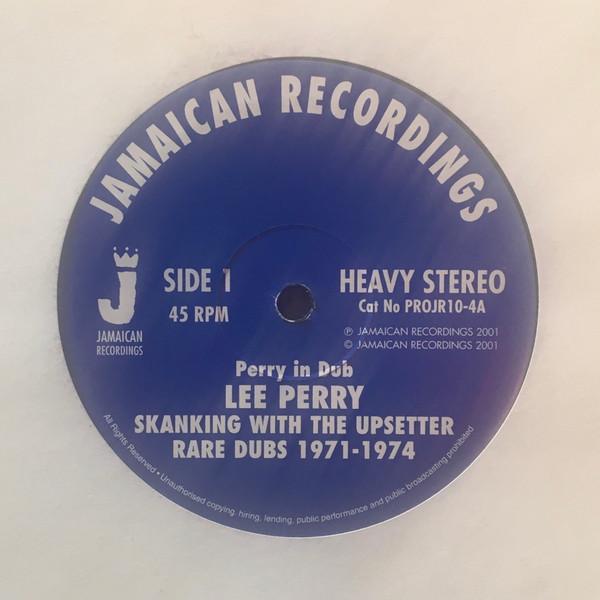 JAMAICAN RECORDINGS
J
JAMAICAN
RECORDINGS
SIDE 1
45 RPM
HEAVY STEREO
Cat No PROJR10-4A
℗ JAMAICAN RECORDINGS 2001
© JAMAICAN RECORDINGS 2001
Perry in Dub
LEE PERRY
SKANKING WITH THE UPSETTER
RARE DUBS 1971-1974
All Rights Reserved • Unauthorised copying, hiring, lending, public performance and public broadcasting prohibited